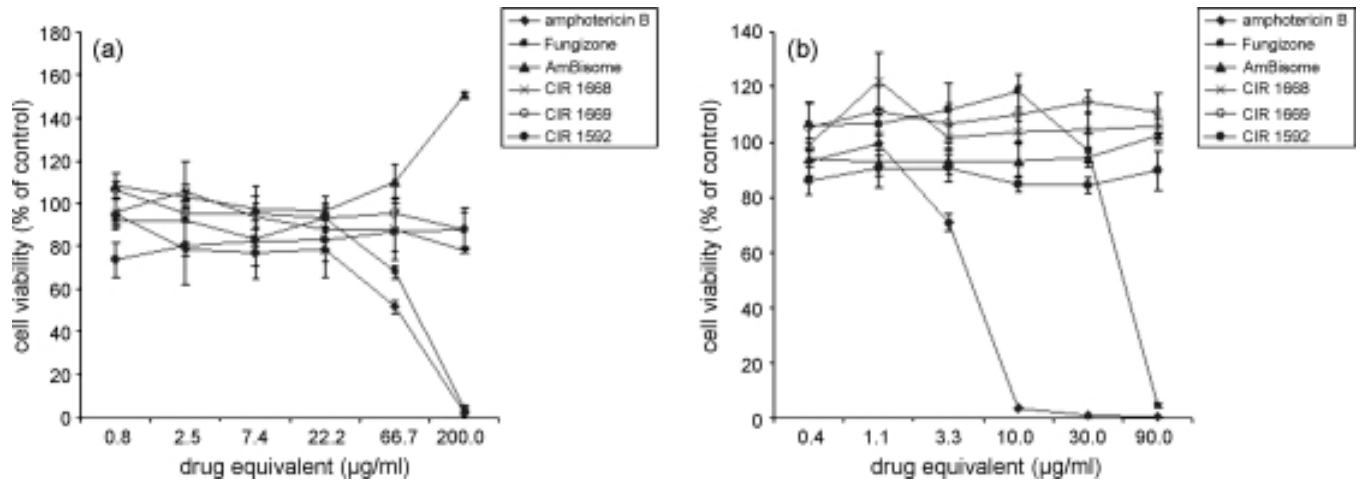 (a)
amphotericin B
Fungizone
AmBisome
CIR 1668
CIR 1669
CIR 1592
cell viability (% of control)
180
160
140
120
100
80
60
40
20
0
0.8 2.5 7.4 22.2 66.7 200.0
drug equivalent (µg/ml)
(b)
amphotericin B
Fungizone
AmBisome
CIR 1668
CIR 1669
CIR 1592
cell viability (% of control)
140
120
100
80
60
40
20
0
0.4 1.1 3.3 10.0 30.0 90.0
drug equivalent (µg/ml)